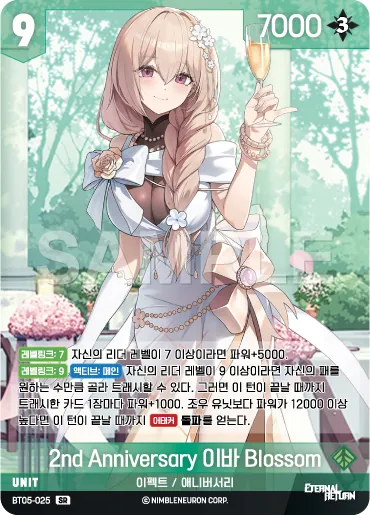 9
7000
3
SAMPLE
레벨링크: 7 자신의 리더 레벨이 7 이상이라면 파워+5000.
레벨링크: 9 액티브: 메인 자신의 리더 레벨이 9 이상이라면 자신의 패를
원하는 수만큼 골라 트래시할 수 있다. 그러면 이 턴이 끝날 때까지
트래시한 카드 1장마다 파워+1000. 조우 유닛보다 파워가 12000 이상
높다면 이 턴이 끝날 때까지 어태커 돌파를 얻는다.
2nd Anniversary 이바 Blossom
UNIT
이펙트 / 애니버서리
BT05-025 SR
ⓒ NIMBLENEURON CORP.
ETERNAL RETURN